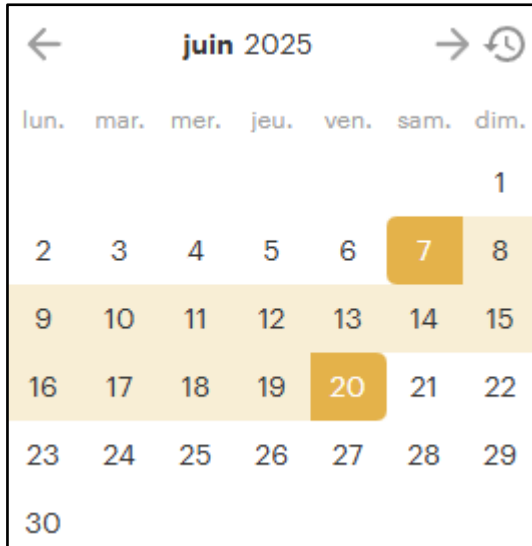 juin 2025
lun. mar. mer. jeu. ven. sam. dim.
1
2 3 4 5 6 7 8
9 10 11 12 13 14 15
16 17 18 19 20 21 22
23 24 25 26 27 28 29
30